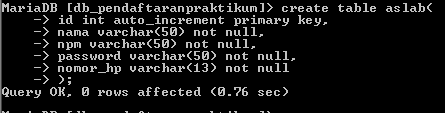 MariaDB [db_pendaftaranpraktikum]> create table aslab(
    -> id int auto_increment primary key,
    -> nama varchar(50) not null,
    -> npm varchar(50) not null,
    -> password varchar(50) not null,
    -> nomor_hp varchar(13) not null
    -> );
Query OK, 0 rows affected (0.76 sec)